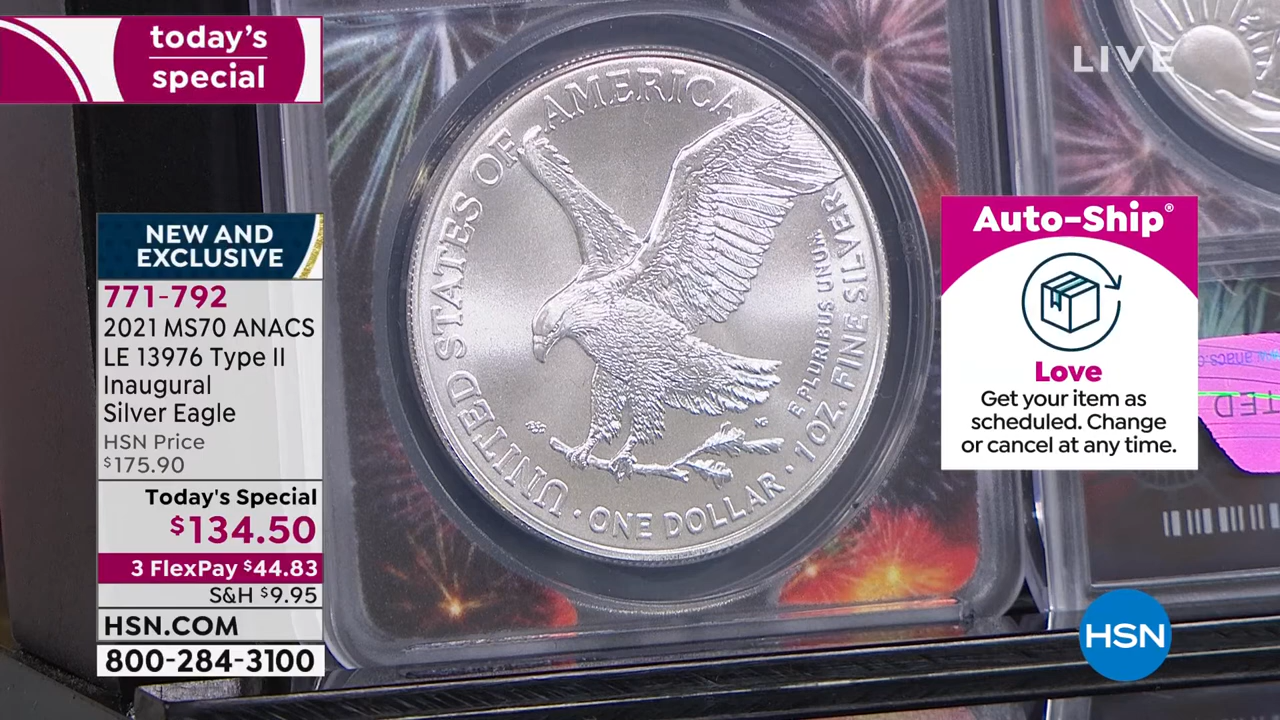 today's
special
LIVE
NEW AND
EXCLUSIVE
771-792
2021 MS70 ANACS
LE 13976 Type II
Inaugural
Silver Eagle
HSN Price
$175.90
Today's Special
$134.50
3 FlexPay $44.83
S&H $9.95
HSN.COM
800-284-3100
UNITED STATES OF AMERICA
E PLURIBUS UNUM
1 OZ. FINE SILVER
ONE DOLLAR
Auto-Ship®
Love
Get your item as
scheduled. Change
or cancel at any time.
HSN